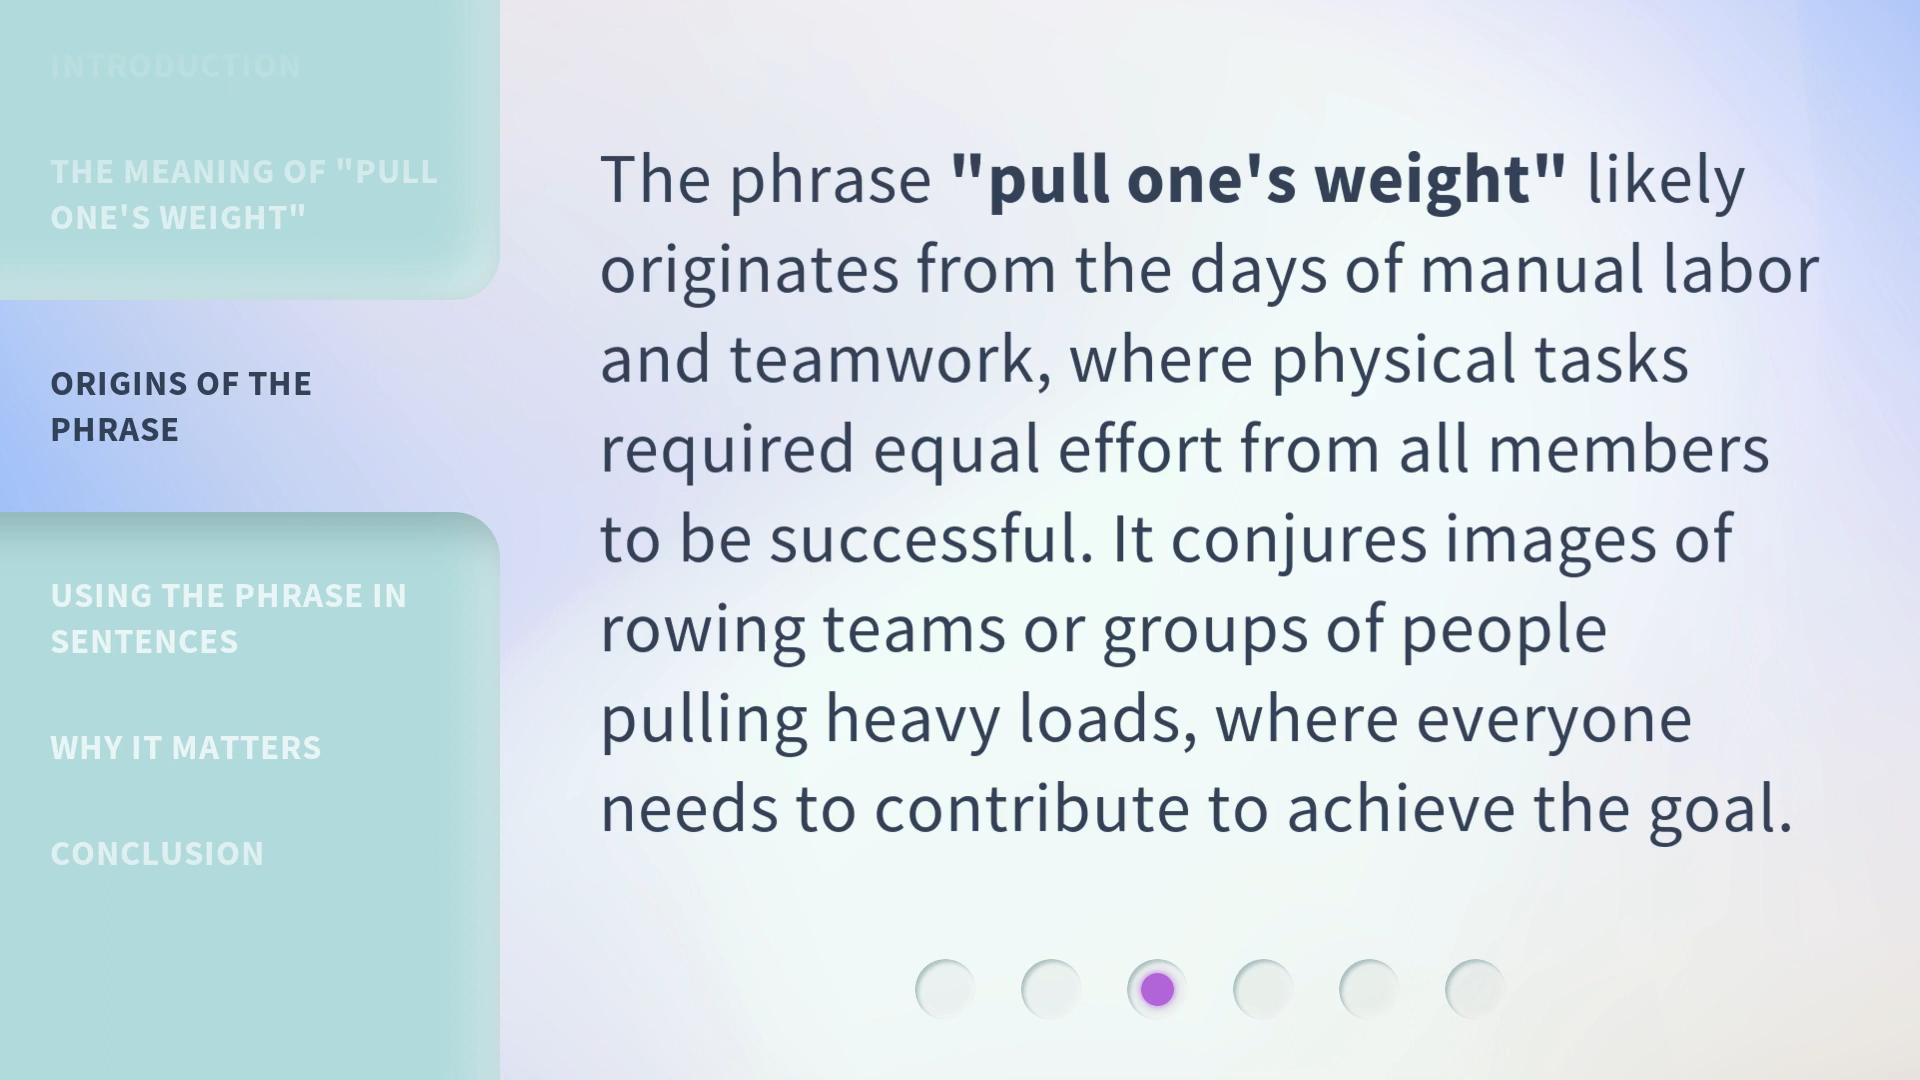 INTRODUCTION
THE MEANING OF "PULL
ONE'S WEIGHT"
ORIGINS OF THE
PHRASE
USING THE PHRASE IN
SENTENCES
WHY IT MATTERS
CONCLUSION
The phrase "pull one's weight" likely
originates from the days of manual labor
and teamwork, where physical tasks
required equal effort from all members
to be successful. It conjures images of
rowing teams or groups of people
pulling heavy loads, where everyone
needs to contribute to achieve the goal.